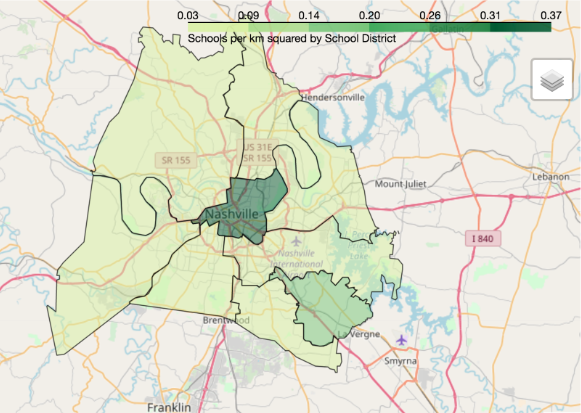 0.03 0.09 0.14 0.20 0.26 0.31 0.37
Schools per km squared by School District
Hendersonville
US 31E
SR 155
SR 155
Lebanon
Mount Juliet
Nashville
I 840
Nashville
International
Brentwood
La Vergne
Smyrna
Franklin